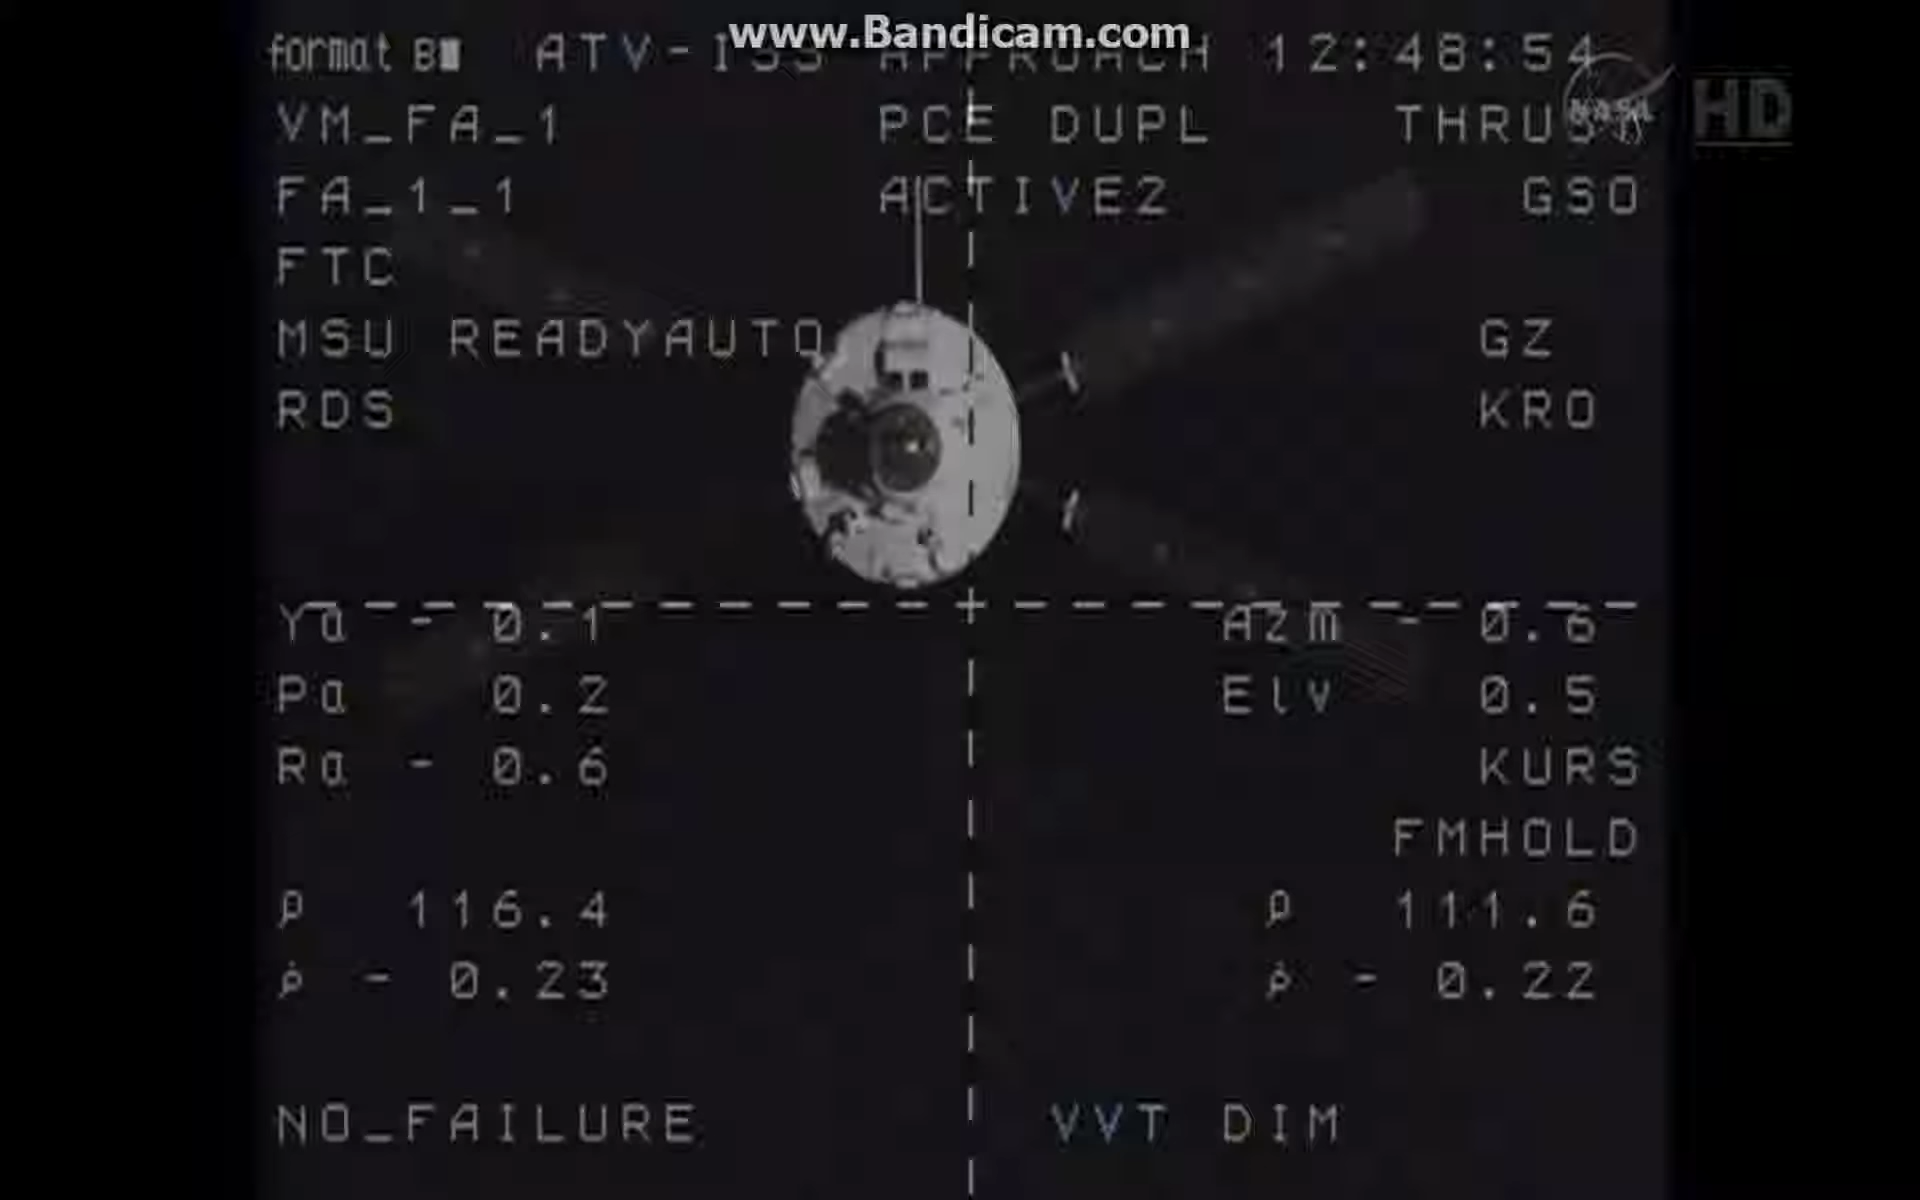 www.Bandicam.com
format B■ ATV-ISS APPROACH 12:48:54
NASA HD
VM_FA_1 PCE DUPL THRUST
FA_1_1 ACTIVE2 GSO
FTC
MSU READYAUTO GZ
RDS KRO
Ya - 0.1 Azm - 0.6
Pa 0.2 Elv 0.5
Ra - 0.6 KURS
FMHOLD
ρ 116.4 ρ 111.6
ρ̇ - 0.23 ρ̇ - 0.22
NO_FAILURE VVT DIM